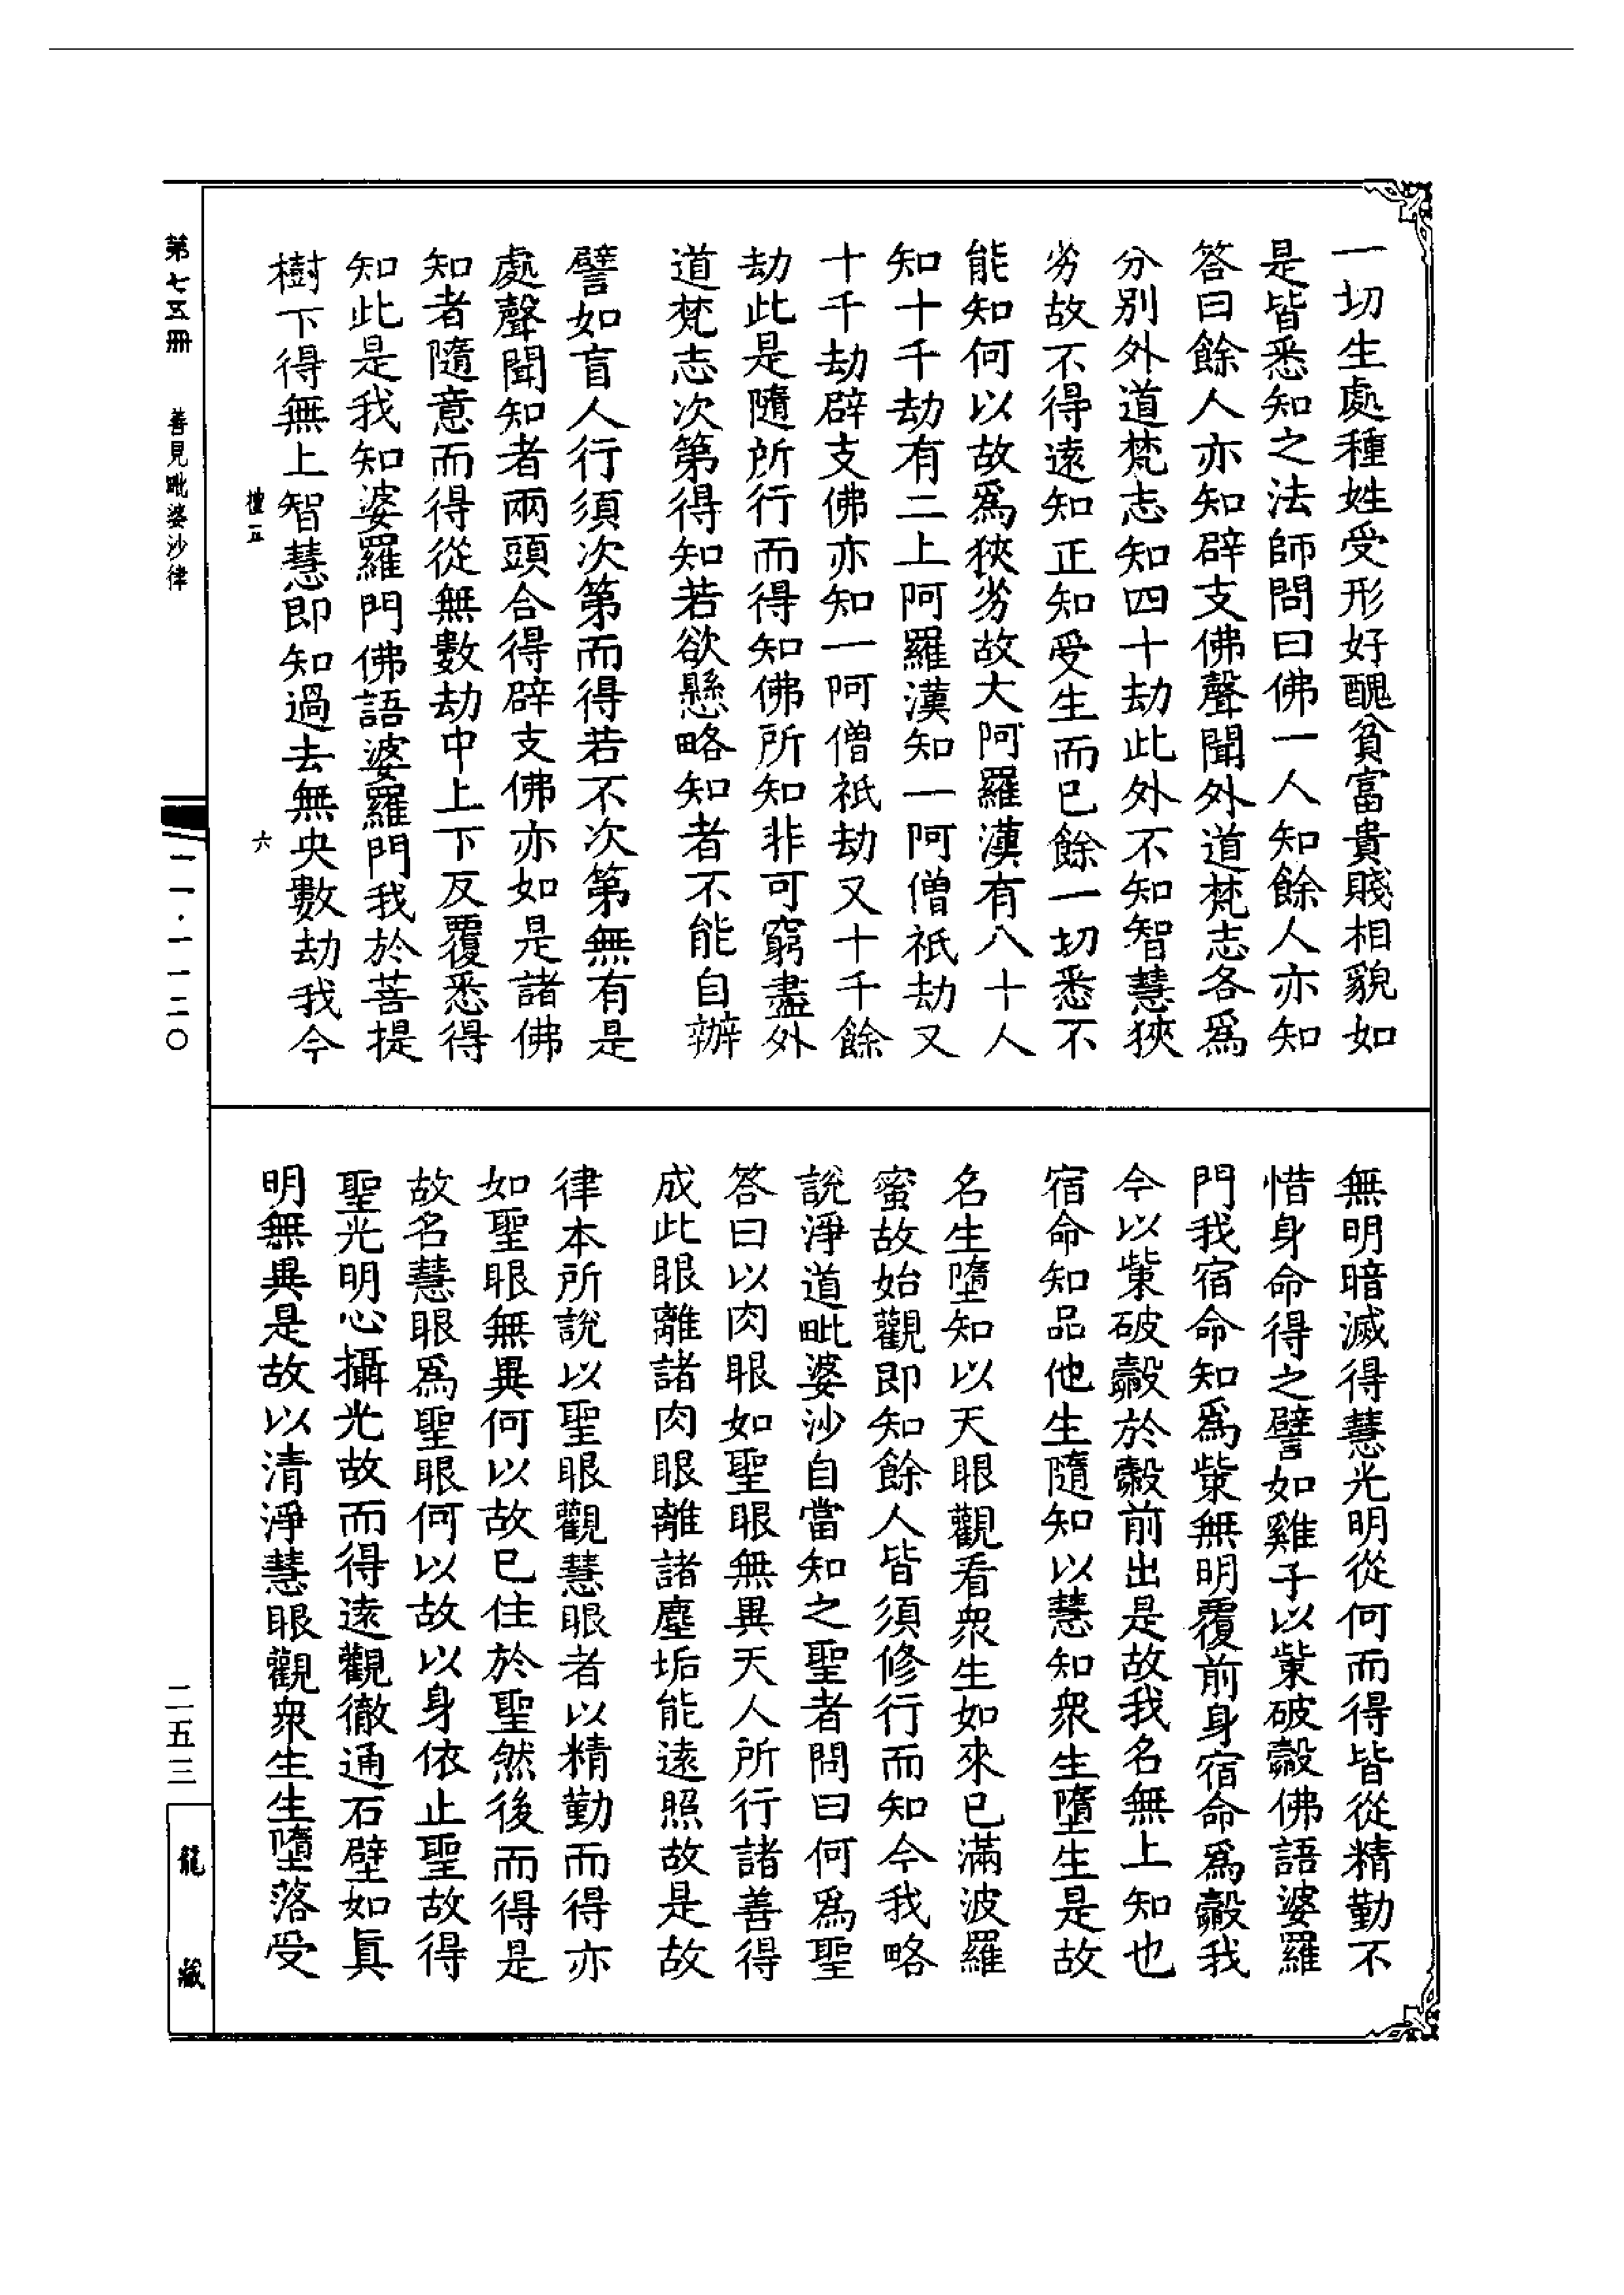 一切生處種姓受形好醜貧富貴賤相貌如
是皆悉知之法師問曰佛一人知餘人亦知
答曰餘人亦知辟支佛聲聞外道梵志各爲
分別外道梵志知四十劫此外不知智慧狹
劣故不得遠知正知受生而已餘一切悉不
能知何以故爲狹劣故大阿羅漢有八十人
知十千劫有二上阿羅漢知一阿僧祇劫又
十千劫辟支佛亦知一阿僧祇劫又十千餘
劫此是隨所行而得知佛所知非可窮盡外
道梵志次第得知若欲懸略知者不能自辦
譬如盲人行須次第而得若不次第無有是
處聲聞知者兩頭合得辟支佛亦如是諸佛
知者隨意而得從無數劫中上下反覆悉得
知此是我知婆羅門佛語婆羅門我於菩提
樹下得無上智慧即知過去無央數劫我今
無明暗滅得慧光明從何而得皆從精勤不
惜身命得之譬如雞子以㭰破㲉佛語婆羅
門我宿命知爲㭰無明覆前身宿命爲㲉我
今以㭰破㲉於㲉前出是故我名無上知也
宿命知品他生隨知以慧知衆生墮生是故
名生墮知以天眼觀看衆生如來已滿波羅
蜜故始觀即知餘人皆須修行而知今我略
說淨道毗婆沙自當知之聖者問曰何爲聖
答曰以肉眼如聖眼無異天人所行諸善得
成此眼離諸肉眼離諸塵垢能遠照故是故
律本所說以聖眼觀慧眼者以精勤而得亦
如聖眼無異何以故已住於聖然後而得是
故名慧眼爲聖眼何以故以身依止聖故得
聖光明心攝光故而得遠觀徹通石壁如眞
明無異是故以清淨慧眼觀衆生生墮落受
第七五册 善見毗婆沙律
檀五
六
一一·一一二〇
二五三
龍藏